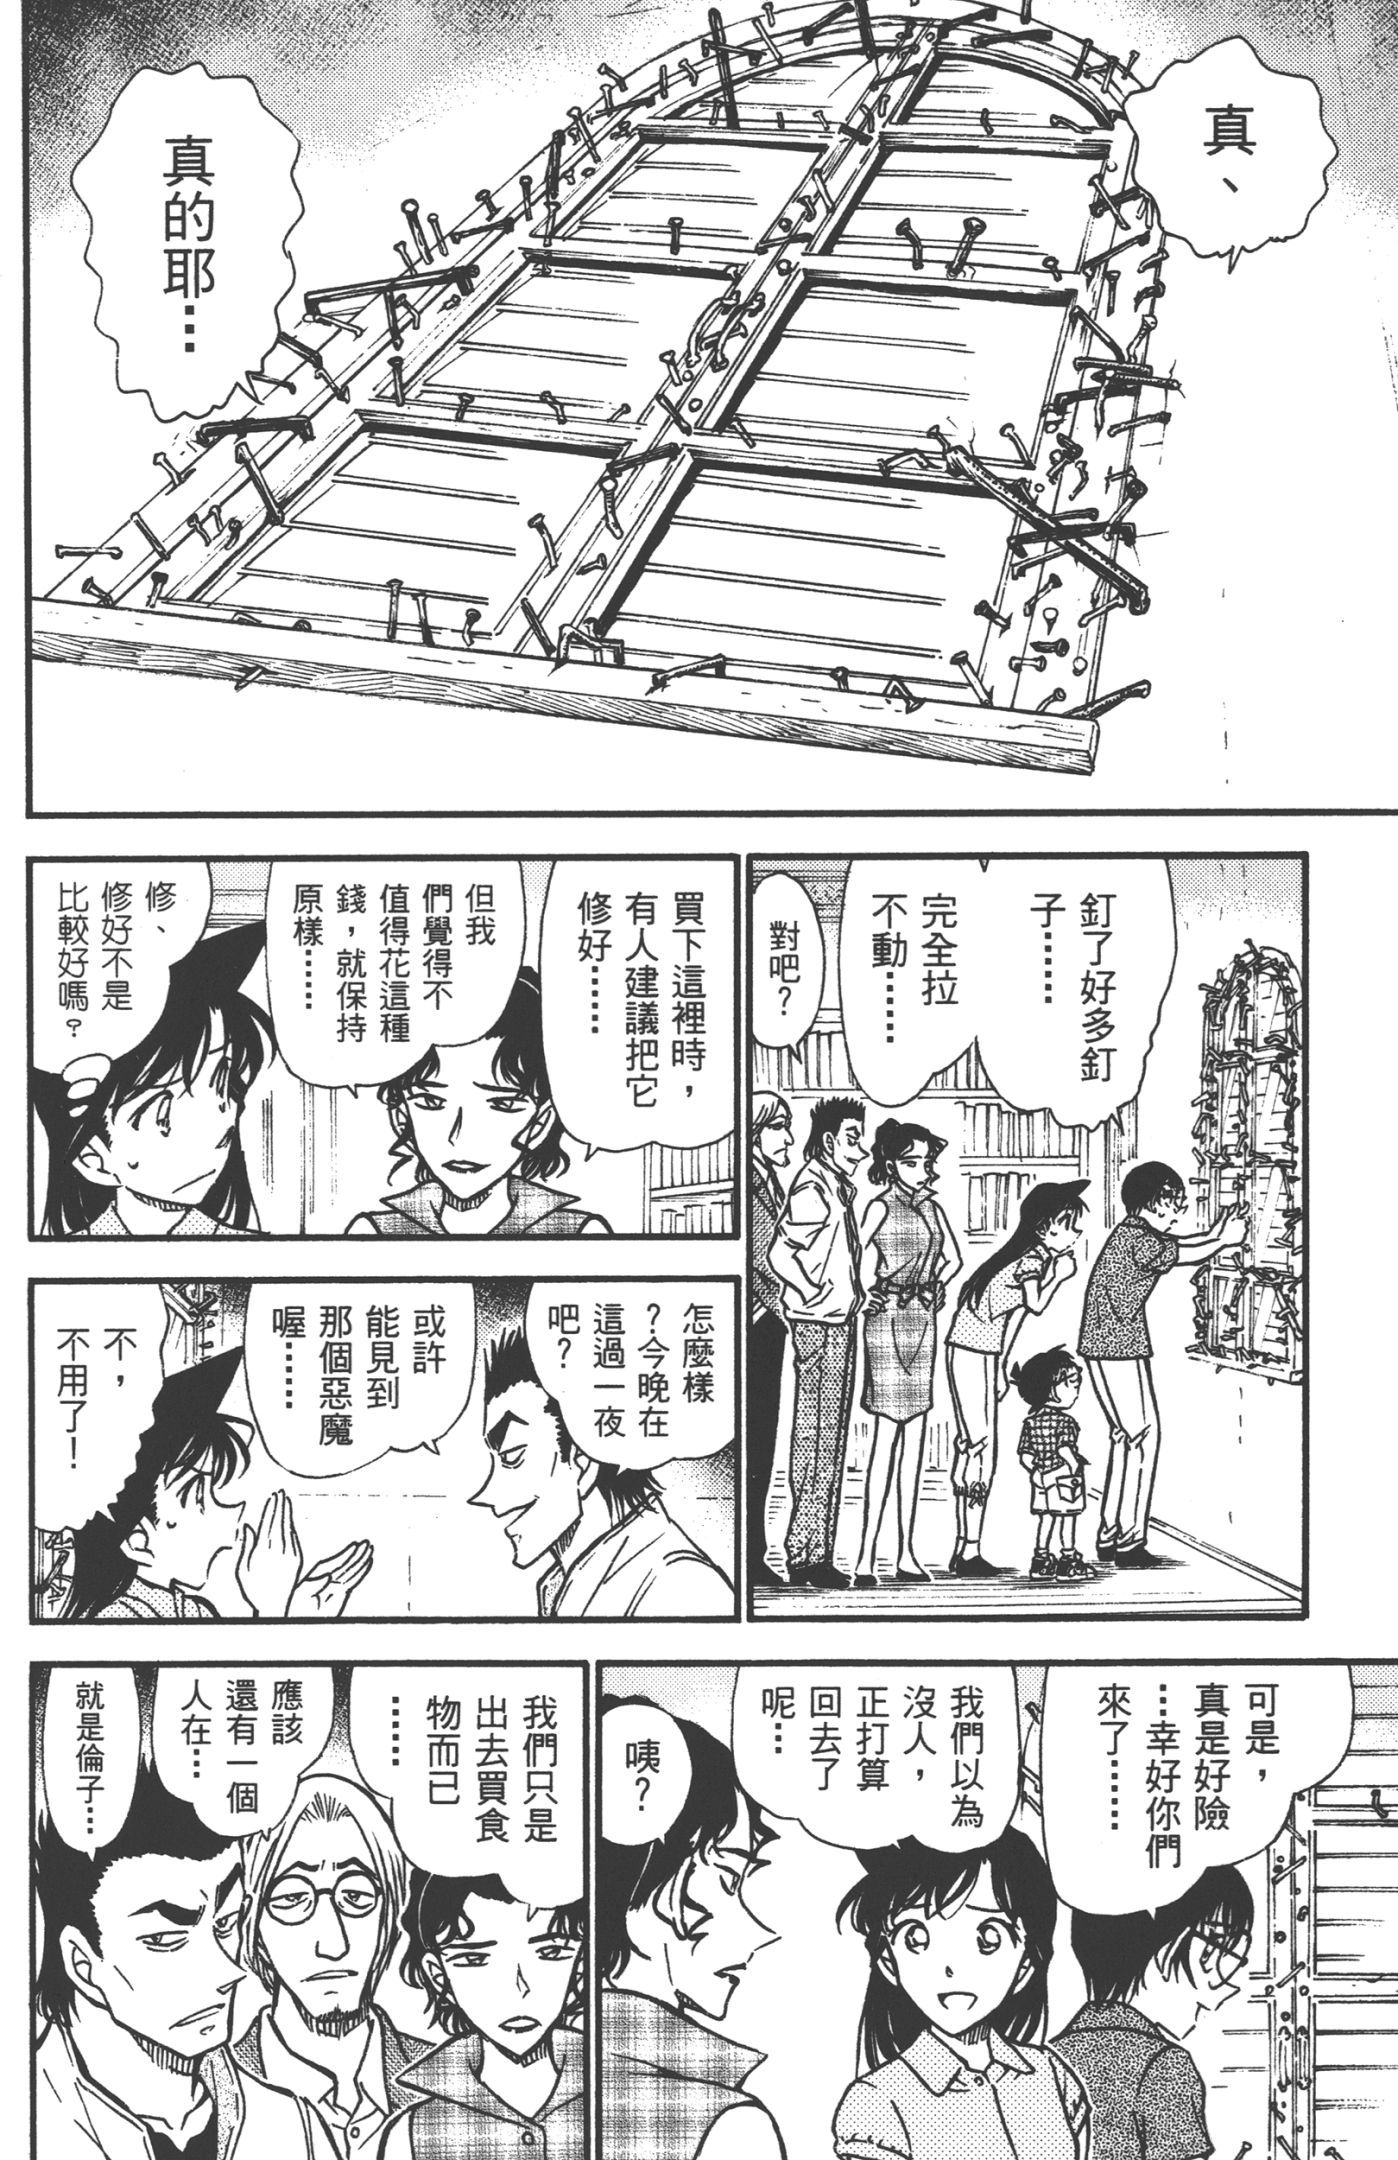 真、
真的耶…
釘了好多釘
子……
完全拉
不動……
對吧?
買下這裡時，
有人建議把它
修好……
但我
們覺得不
值得花這種
錢，就保持
原樣……
修、
修好不是
比較好嗎?
怎麼樣
?今晚在
這過一夜
吧?
或許
能見到
那個惡魔
喔……
不，
不用了!
可是，
真是好險
…幸好你們
來了……
我們以為
沒人，
正打算
回去了
呢…
咦?
我們只是
出去買食
物而已
……
應該
還有一個
人在…
就是倫子…